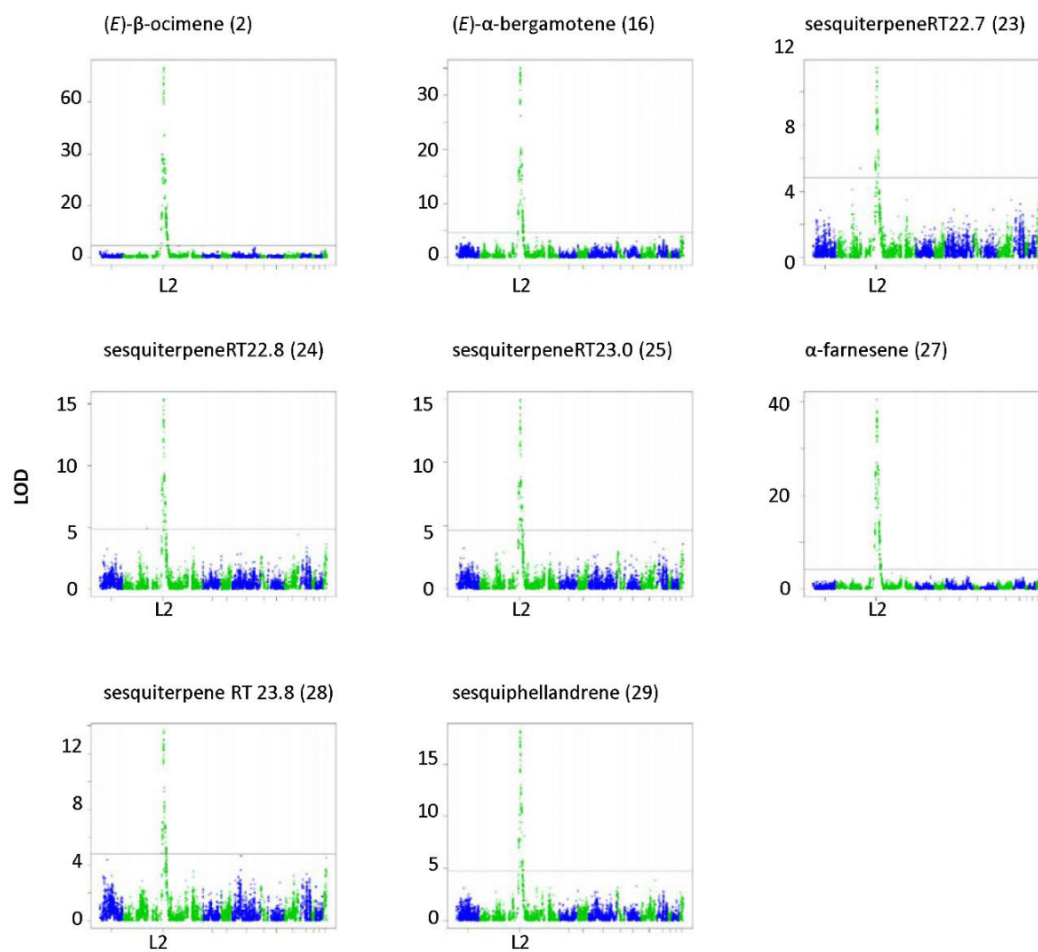 (E)-β-ocimene (2)
60
30
20
0
L2
(E)-α-bergamotene (16)
30
20
10
0
L2
sesquiterpeneRT22.7 (23)
12
8
4
0
L2
sesquiterpeneRT22.8 (24)
15
10
5
0
L2
sesquiterpeneRT23.0 (25)
15
10
5
0
L2
α-farnesene (27)
40
20
0
L2
LOD
sesquiterpene RT 23.8 (28)
12
8
4
0
L2
sesquiphellandrene (29)
15
10
5
0
L2